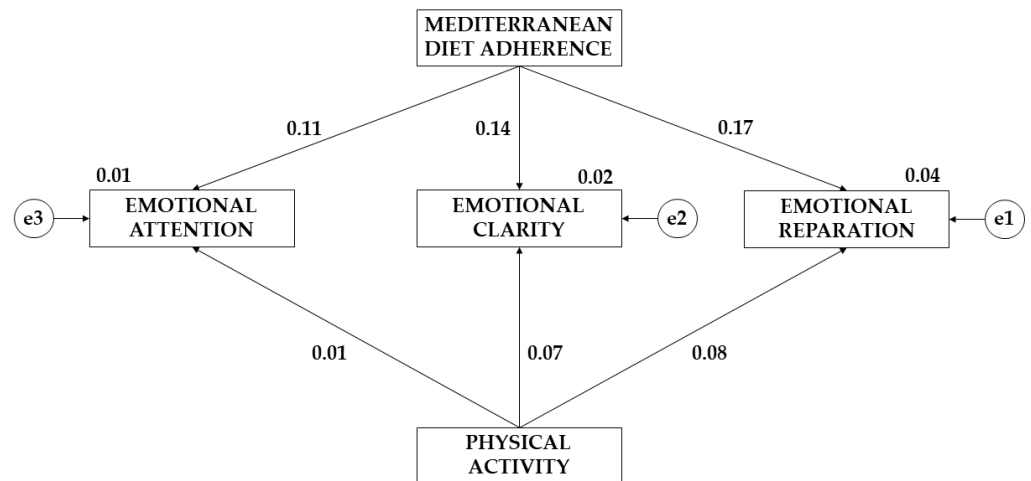 MEDITERRANEAN
DIET ADHERENCE
0.11
0.14
0.17
0.01
0.02
0.04
e3
EMOTIONAL
ATTENTION
EMOTIONAL
CLARITY
e2
EMOTIONAL
REPARATION
e1
0.01
0.07
0.08
PHYSICAL
ACTIVITY